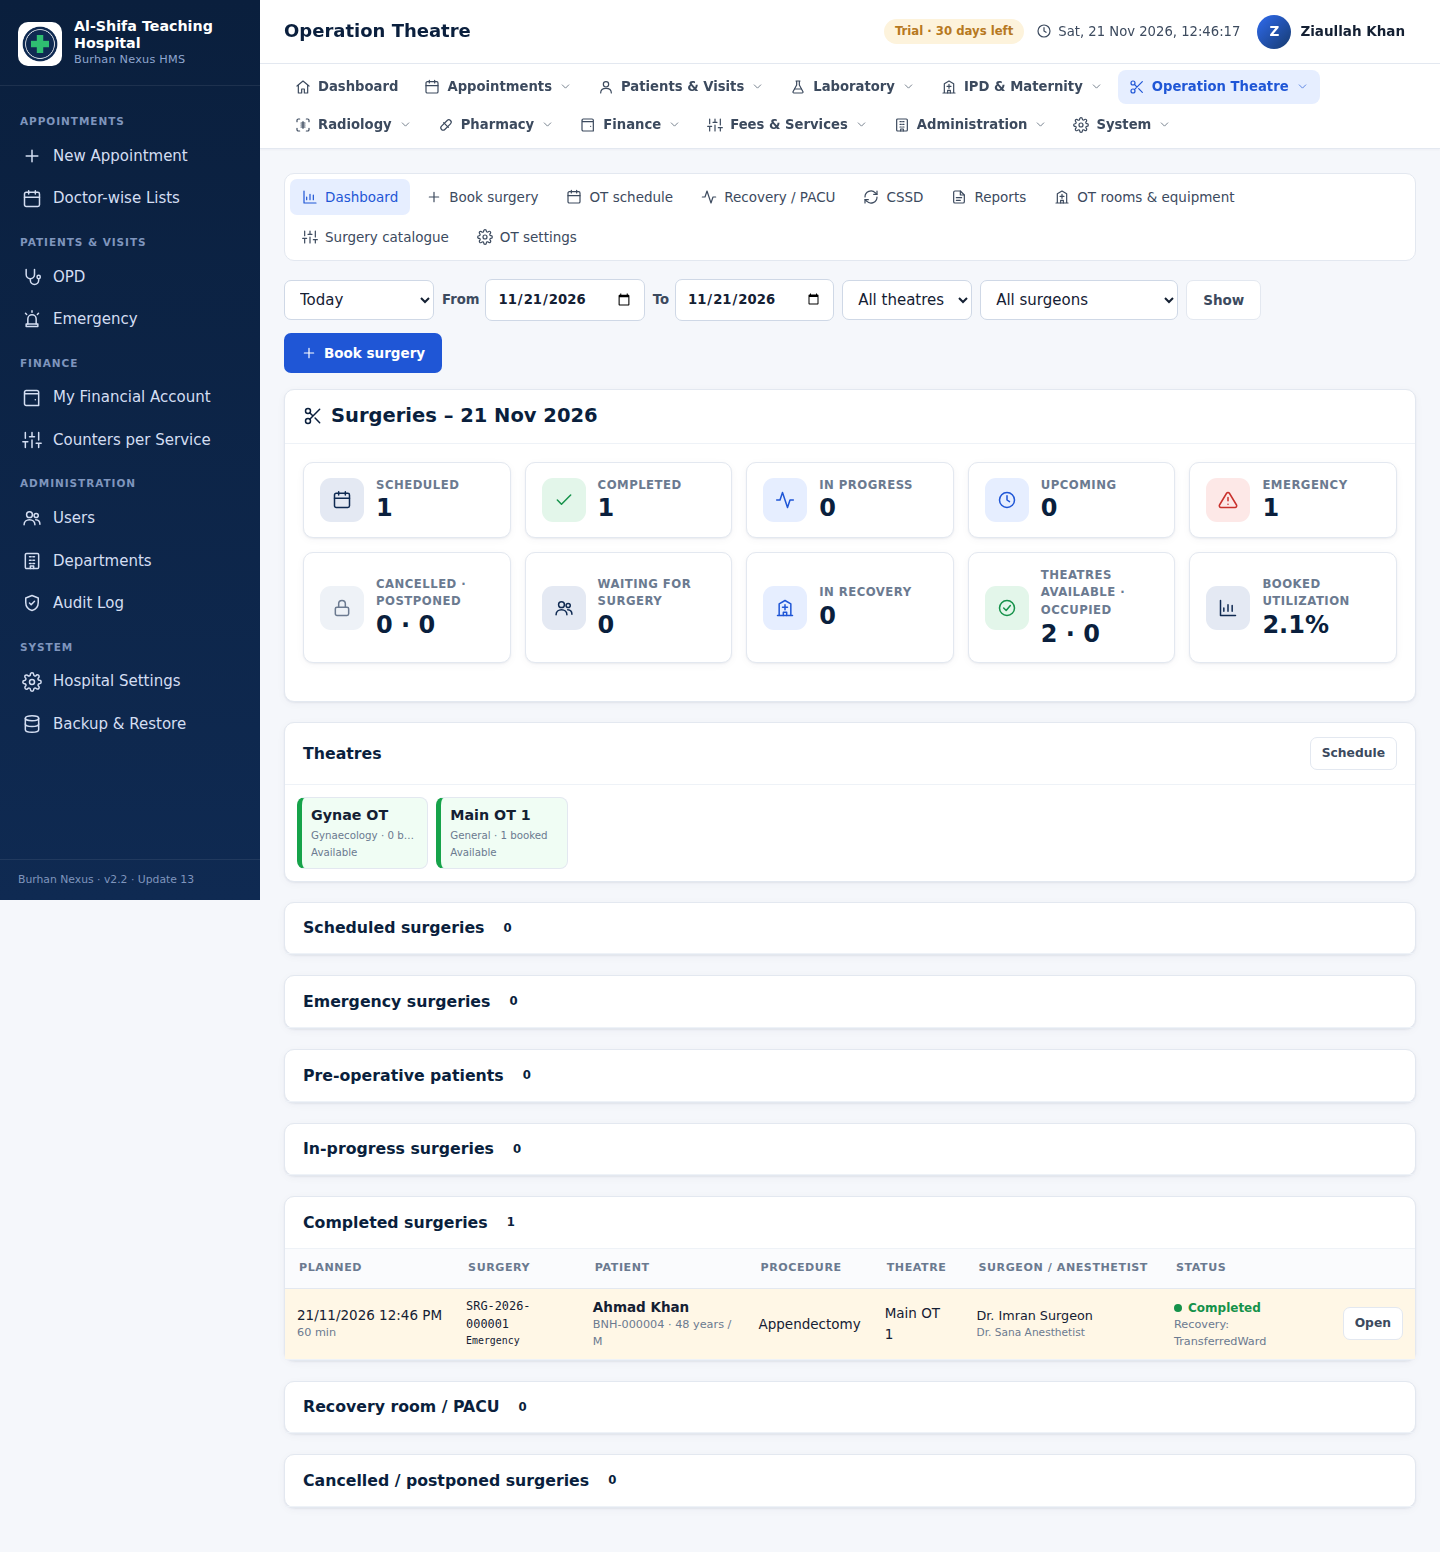 Al-Shifa Teaching
Hospital
Burhan Nexus HMS
APPOINTMENTS
New Appointment
Doctor-wise Lists
PATIENTS & VISITS
OPD
Emergency
FINANCE
My Financial Account
Counters per Service
ADMINISTRATION
Users
Departments
Audit Log
SYSTEM
Hospital Settings
Backup & Restore
Burhan Nexus · v2.2 · Update 13
Operation Theatre
Trial · 30 days left
Sat, 21 Nov 2026, 12:46:17
Z
Ziaullah Khan
Dashboard Appointments Patients & Visits Laboratory IPD & Maternity Operation Theatre
Radiology Pharmacy Finance Fees & Services Administration System
Dashboard Book surgery OT schedule Recovery / PACU CSSD Reports OT rooms & equipment
Surgery catalogue OT settings
Today From 11/21/2026 To 11/21/2026 All theatres All surgeons Show
Book surgery
Surgeries – 21 Nov 2026
SCHEDULED
1
COMPLETED
1
IN PROGRESS
0
UPCOMING
0
EMERGENCY
1
CANCELLED ·
POSTPONED
0 · 0
WAITING FOR
SURGERY
0
IN RECOVERY
0
THEATRES
AVAILABLE ·
OCCUPIED
2 · 0
BOOKED
UTILIZATION
2.1%
Theatres
Schedule
Gynae OT
Gynaecology · 0 b...
Available
Main OT 1
General · 1 booked
Available
Scheduled surgeries 0
Emergency surgeries 0
Pre-operative patients 0
In-progress surgeries 0
Completed surgeries 1
PLANNED SURGERY PATIENT PROCEDURE THEATRE SURGEON / ANESTHETIST STATUS
21/11/2026 12:46 PM
60 min
SRG-2026-
000001
Emergency
Ahmad Khan
BNH-000004 · 48 years /
M
Appendectomy
Main OT
1
Dr. Imran Surgeon
Dr. Sana Anesthetist
Completed
Recovery:
TransferredWard
Open
Recovery room / PACU 0
Cancelled / postponed surgeries 0